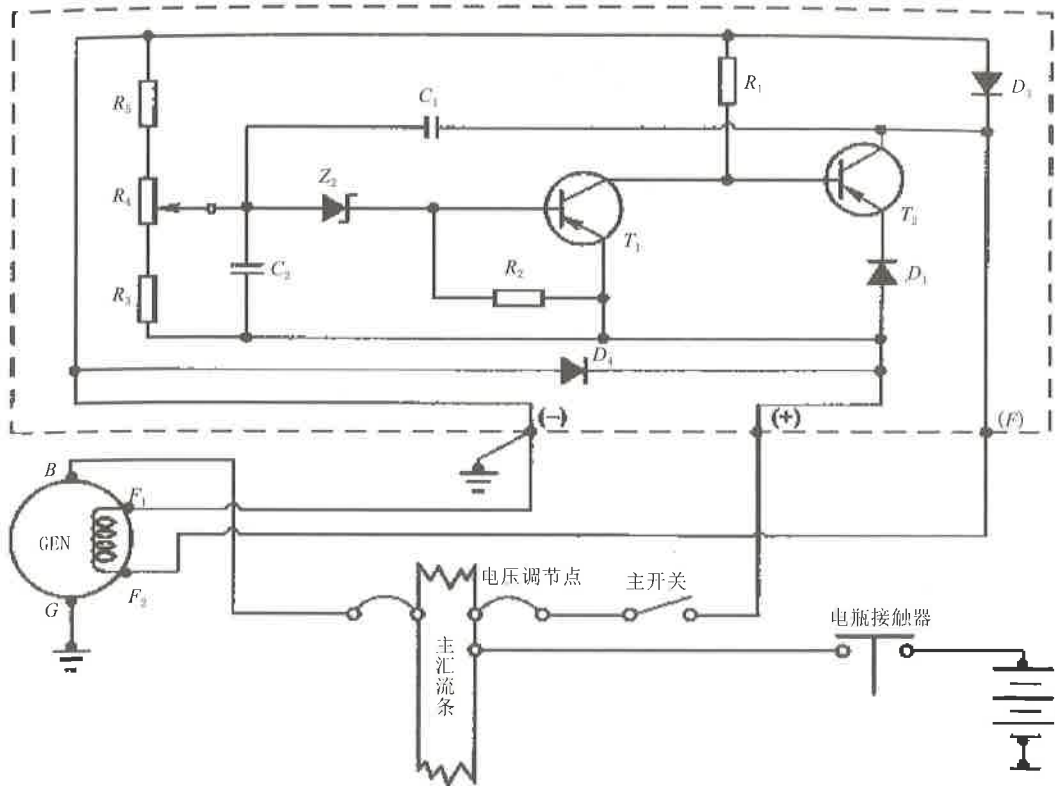 R₅
C₁
R₁
D₃
R₄
Z₂
T₁
T₂
R₂
C₂
D₁
R₃
D₄
(−)
(+)
(F)
B
F₁
GEN
F₂
G
电压调节点
主开关
电瓶接触器
主汇流条